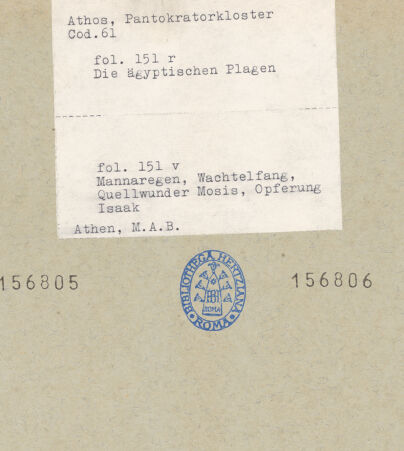 Athos, Pantokratorkloster
Cod.61
fol. 151 r
Die ägyptischen Plagen
fol. 151 v
Mannaregen, Wachtelfang,
Quellwunder Mosis, Opferung
Isaak
Athen, M.A.B.
156805
156806
BIBLIOTHECA HERTZIANA
ROMA
ROMA